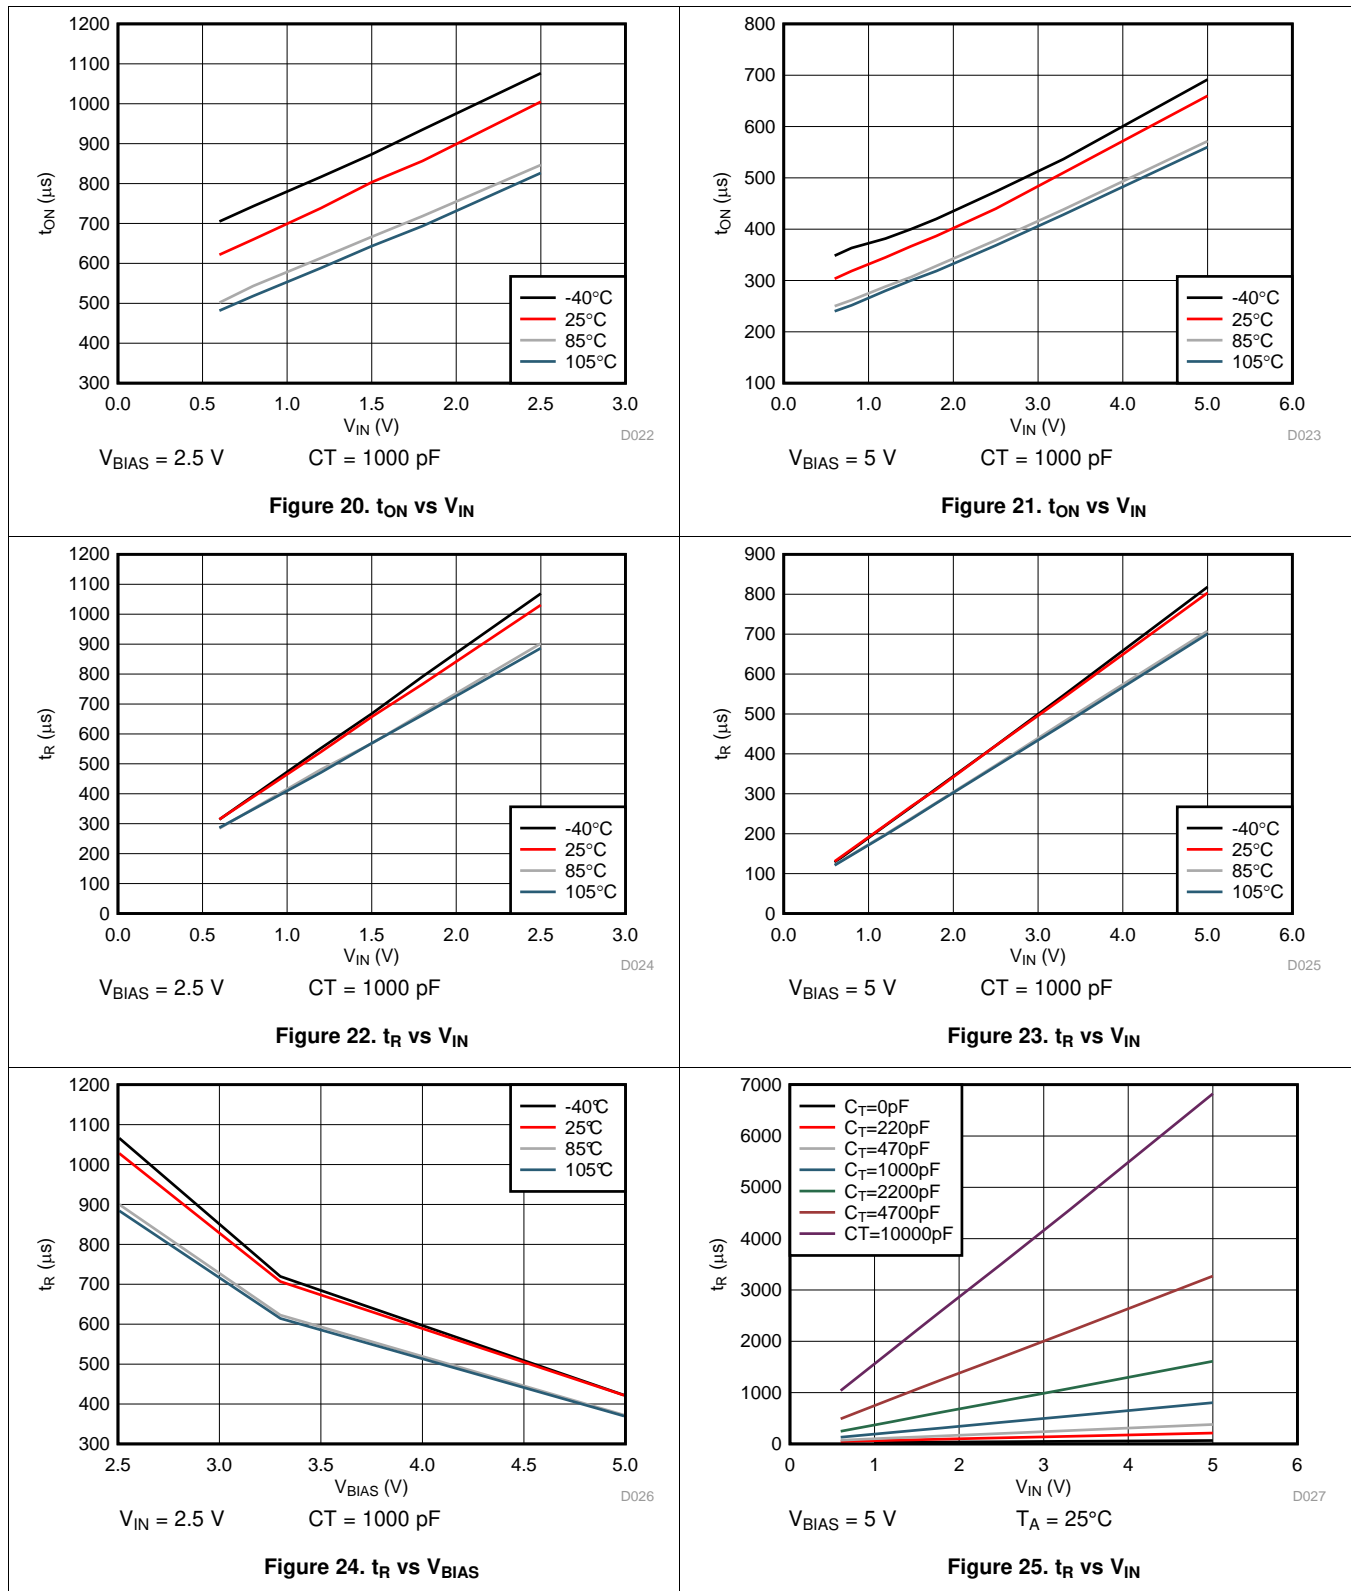 1200
1100
1000
900
800
700
600
500
400
300
tON (µs)
0.0 0.5 1.0 1.5 2.0 2.5 3.0
VIN (V)
-40°C
25°C
85°C
105°C
D022
VBIAS = 2.5 V CT = 1000 pF
Figure 20. tON vs VIN
800
700
600
500
400
300
200
100
tON (µs)
0.0 1.0 2.0 3.0 4.0 5.0 6.0
VIN (V)
-40°C
25°C
85°C
105°C
D023
VBIAS = 5 V CT = 1000 pF
Figure 21. tON vs VIN
1200
1100
1000
900
800
700
600
500
400
300
200
100
0
tR (µs)
0.0 0.5 1.0 1.5 2.0 2.5 3.0
VIN (V)
-40°C
25°C
85°C
105°C
D024
VBIAS = 2.5 V CT = 1000 pF
Figure 22. tR vs VIN
900
800
700
600
500
400
300
200
100
0
tR (µs)
0.0 1.0 2.0 3.0 4.0 5.0 6.0
VIN (V)
-40°C
25°C
85°C
105°C
D025
VBIAS = 5 V CT = 1000 pF
Figure 23. tR vs VIN
1200
1100
1000
900
800
700
600
500
400
300
tR (µs)
2.5 3.0 3.5 4.0 4.5 5.0
VBIAS (V)
-40°C
25°C
85°C
105°C
D026
VIN = 2.5 V CT = 1000 pF
Figure 24. tR vs VBIAS
7000
6000
5000
4000
3000
2000
1000
0
tR (µs)
0 1 2 3 4 5 6
VIN (V)
CT=0pF
CT=220pF
CT=470pF
CT=1000pF
CT=2200pF
CT=4700pF
CT=10000pF
D027
VBIAS = 5 V TA = 25°C
Figure 25. tR vs VIN